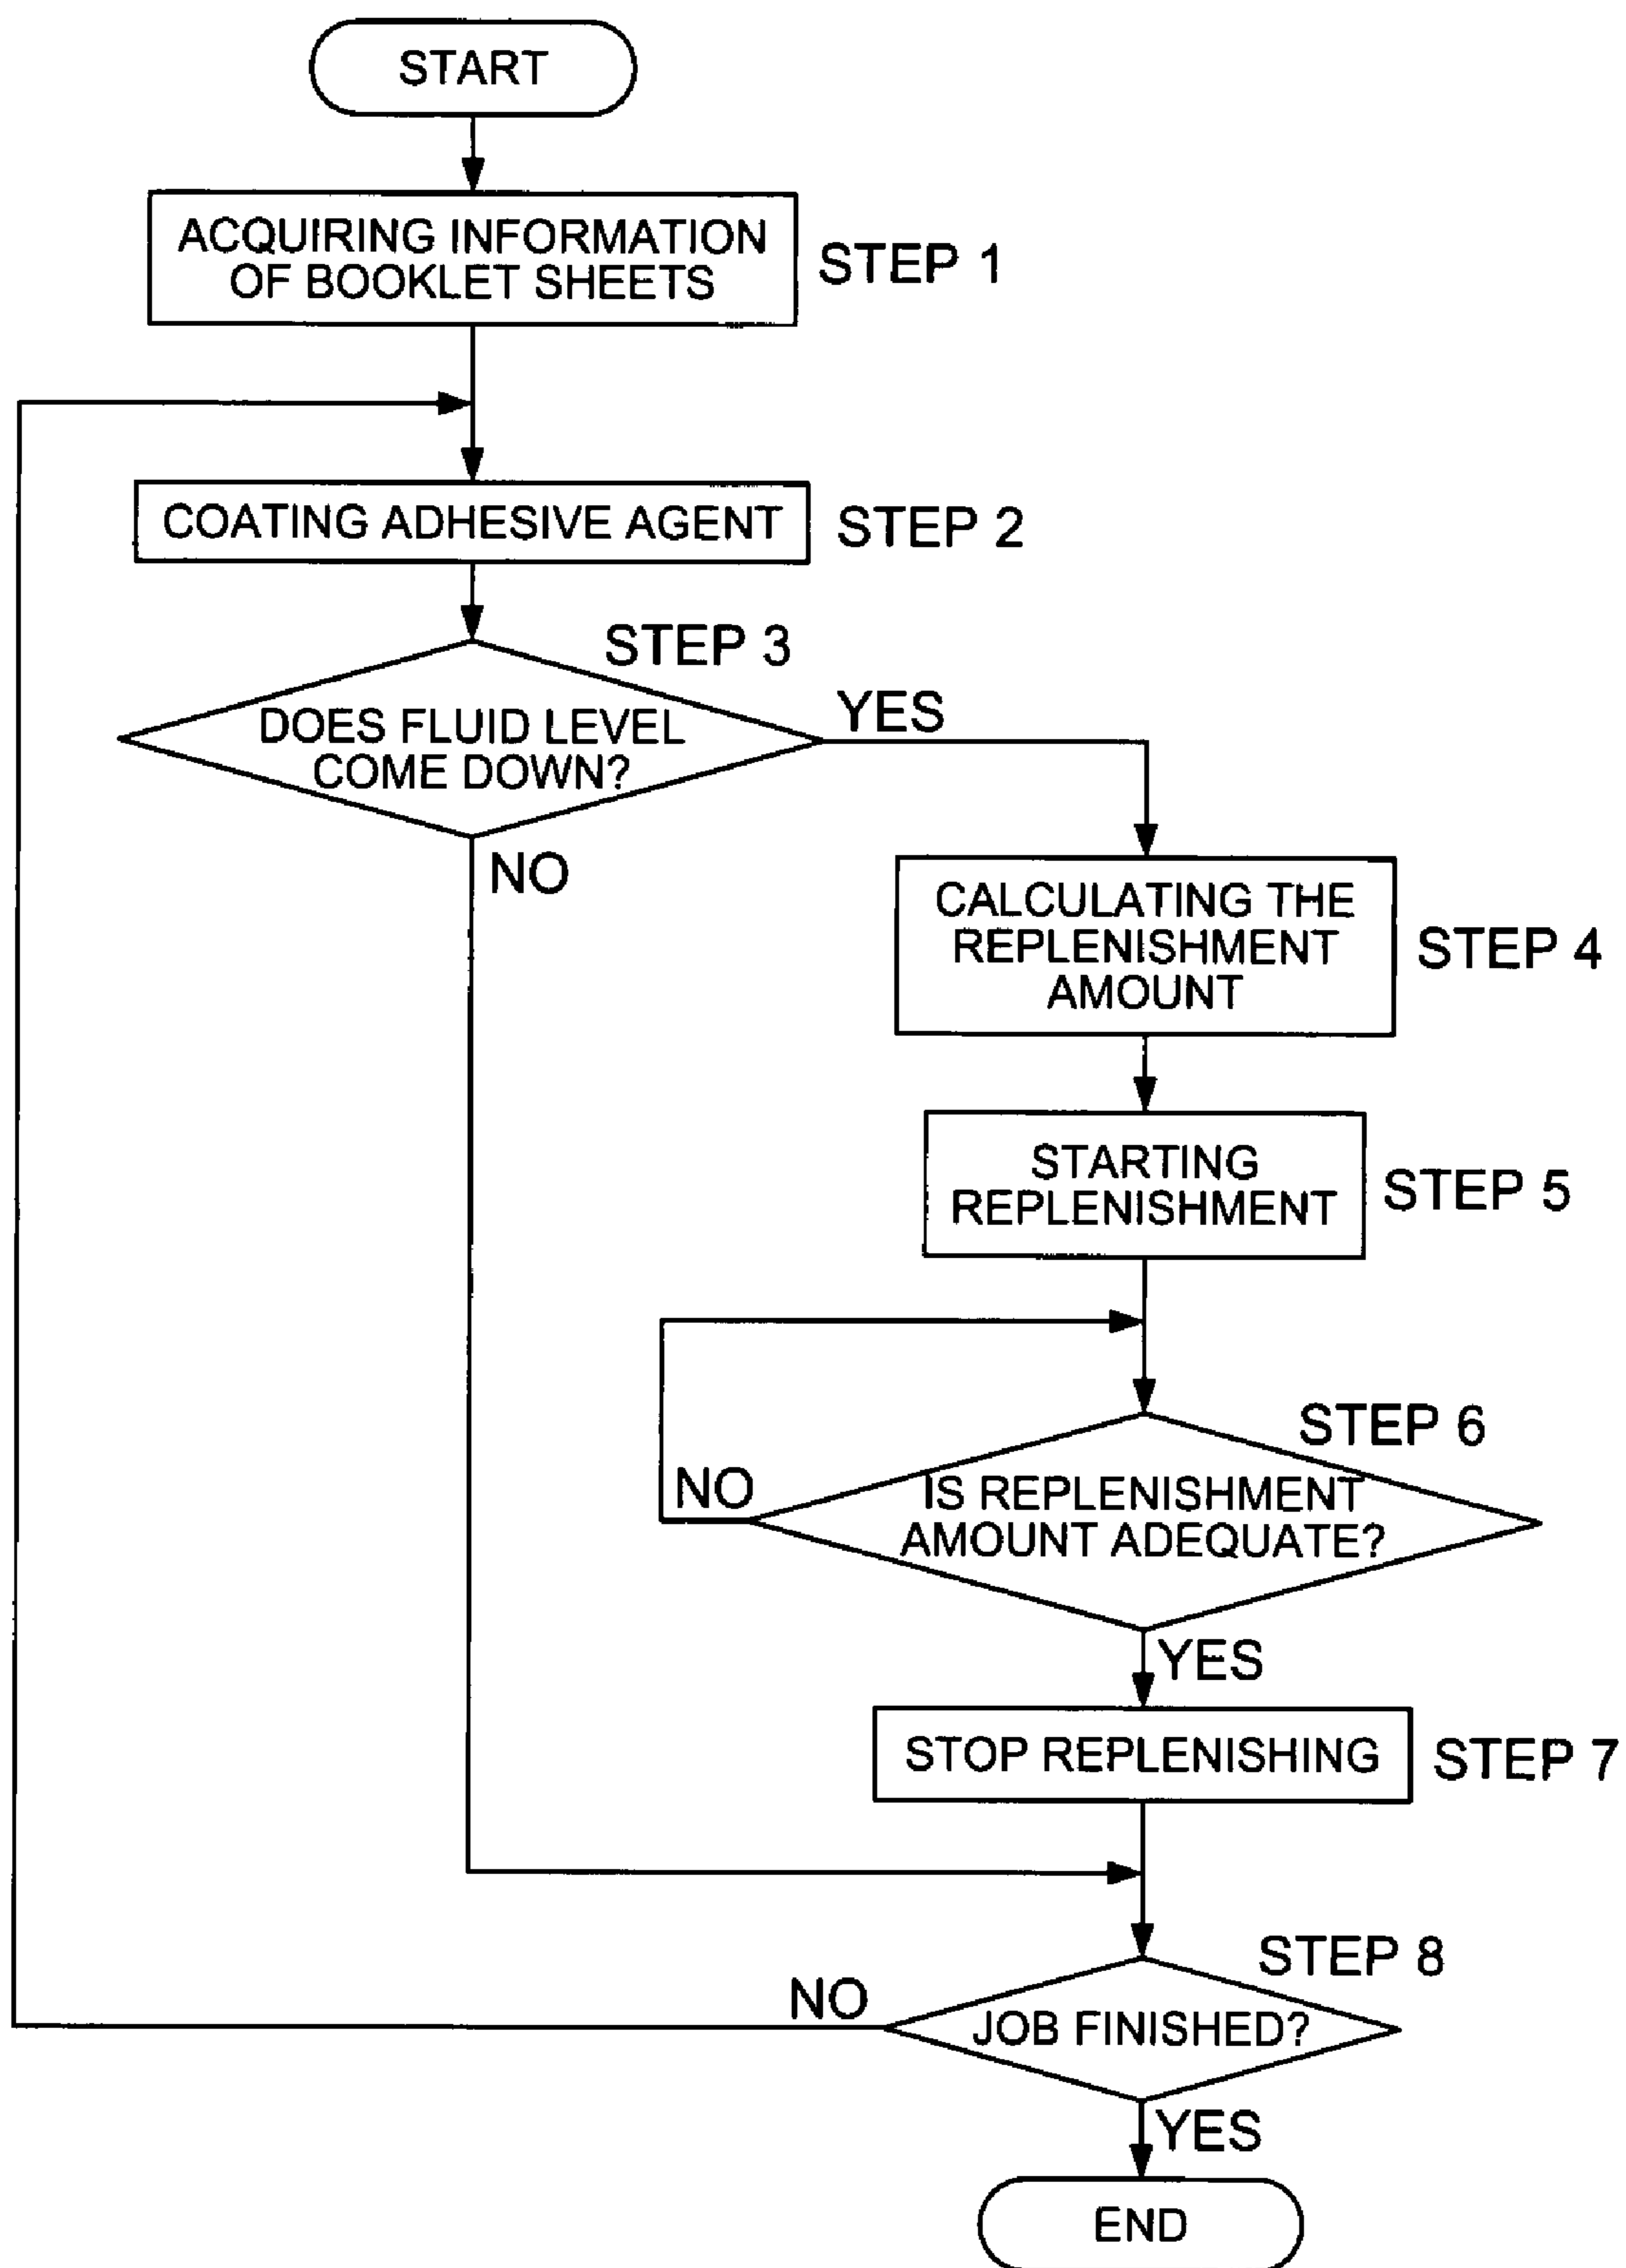 START
ACQUIRING INFORMATION
OF BOOKLET SHEETS
STEP 1
COATING ADHESIVE AGENT
STEP 2
STEP 3
DOES FLUID LEVEL
COME DOWN?
YES
NO
CALCULATING THE
REPLENISHMENT
AMOUNT
STEP 4
STARTING
REPLENISHMENT
STEP 5
STEP 6
IS REPLENISHMENT
AMOUNT ADEQUATE?
NO
YES
STOP REPLENISHING
STEP 7
STEP 8
JOB FINISHED?
NO
YES
END